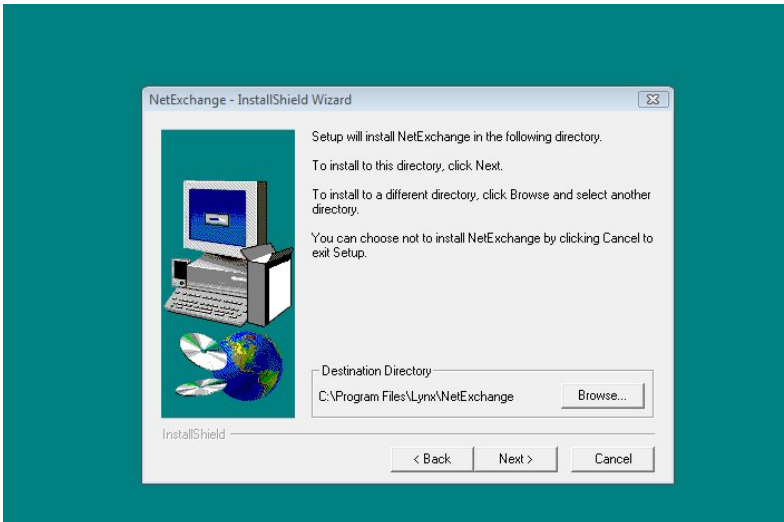 NetExchange - InstallShield Wizard
Setup will install NetExchange in the following directory.
To install to this directory, click Next.
To install to a different directory, click Browse and select another
directory.
You can choose not to install NetExchange by clicking Cancel to
exit Setup.
Destination Directory
C:\Program Files\Lynx\NetExchange
Browse...
InstallShield
< Back
Next >
Cancel